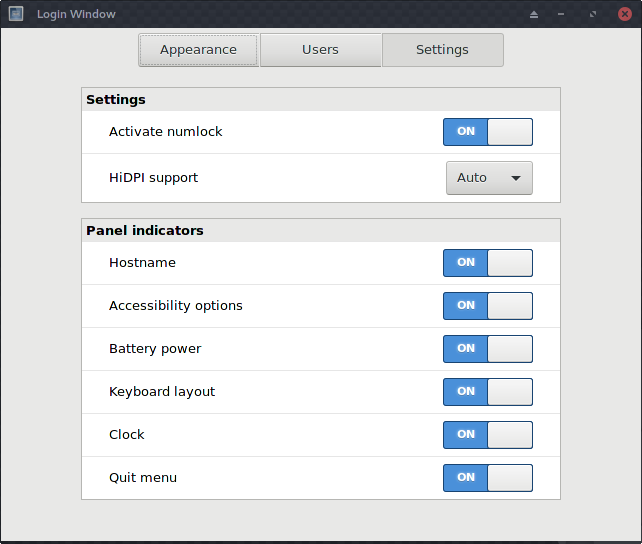 Login Window
Appearance Users Settings
Settings
Activate numlock ON
HiDPI support Auto
Panel indicators
Hostname ON
Accessibility options ON
Battery power ON
Keyboard layout ON
Clock ON
Quit menu ON